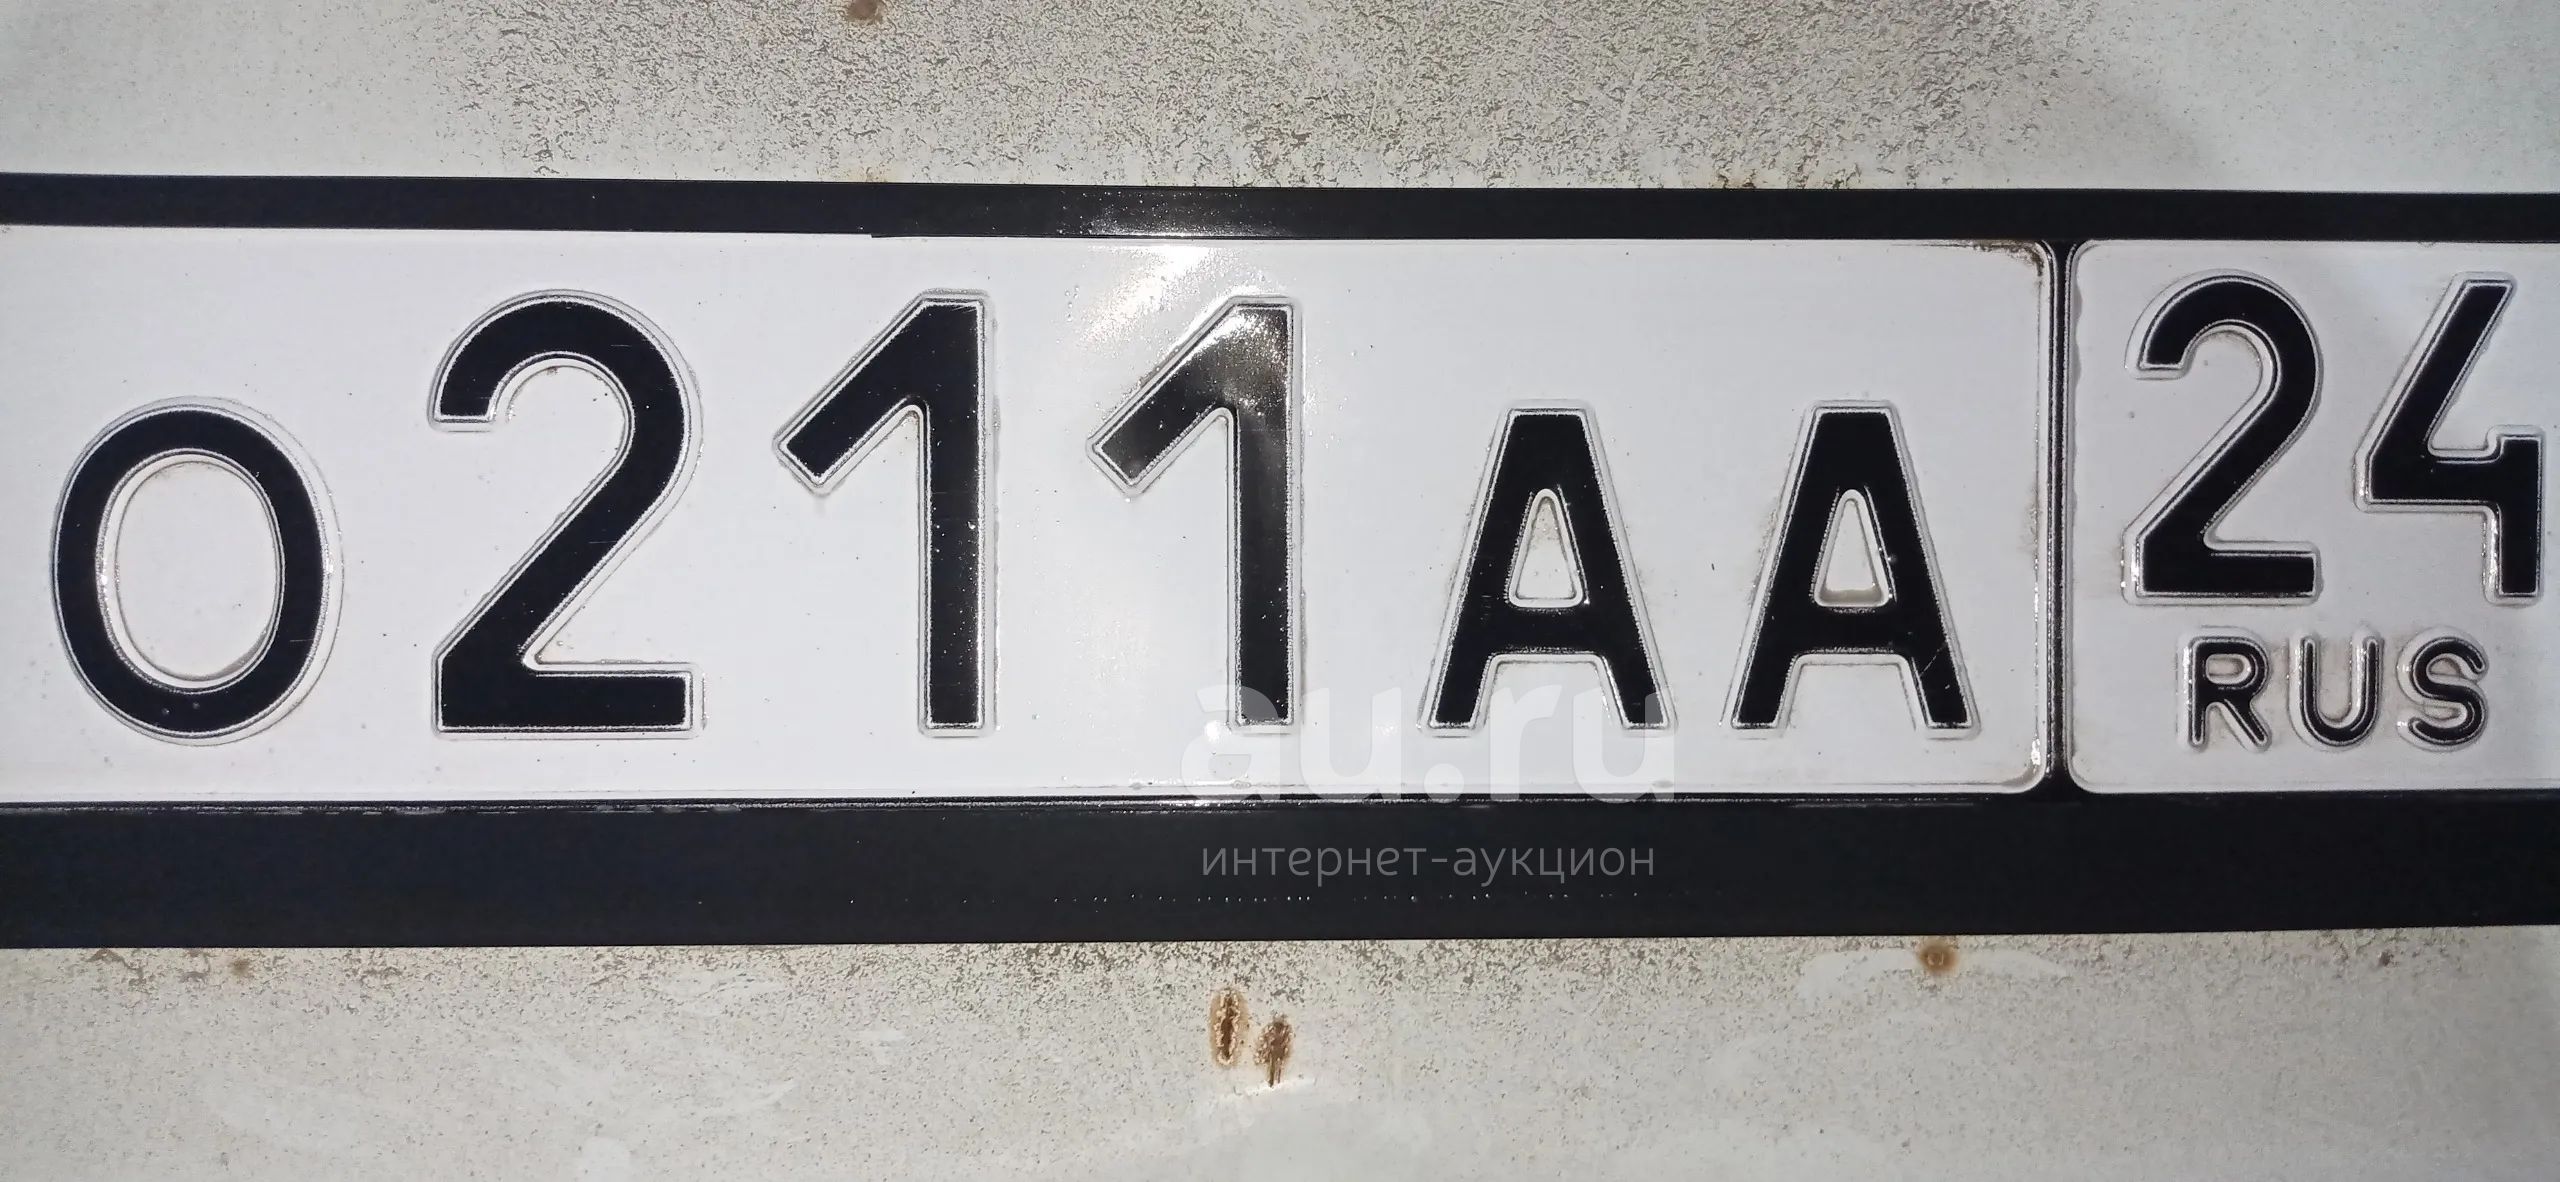 О211АА 24
RUS
au.ru
интернет-аукцион